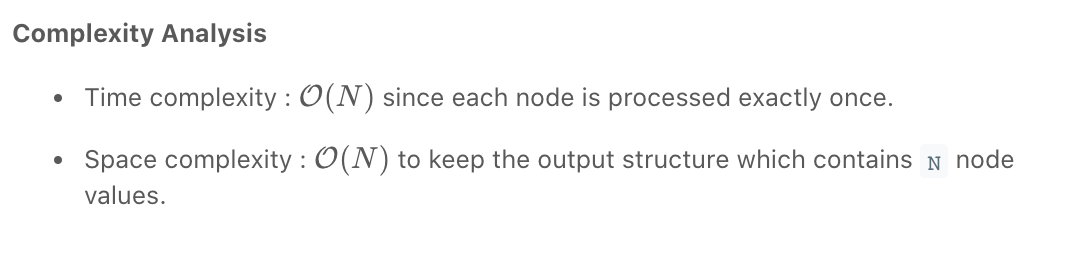 Complexity Analysis
• Time complexity : 𝒪(N) since each node is processed exactly once.
• Space complexity : 𝒪(N) to keep the output structure which contains N node
values.